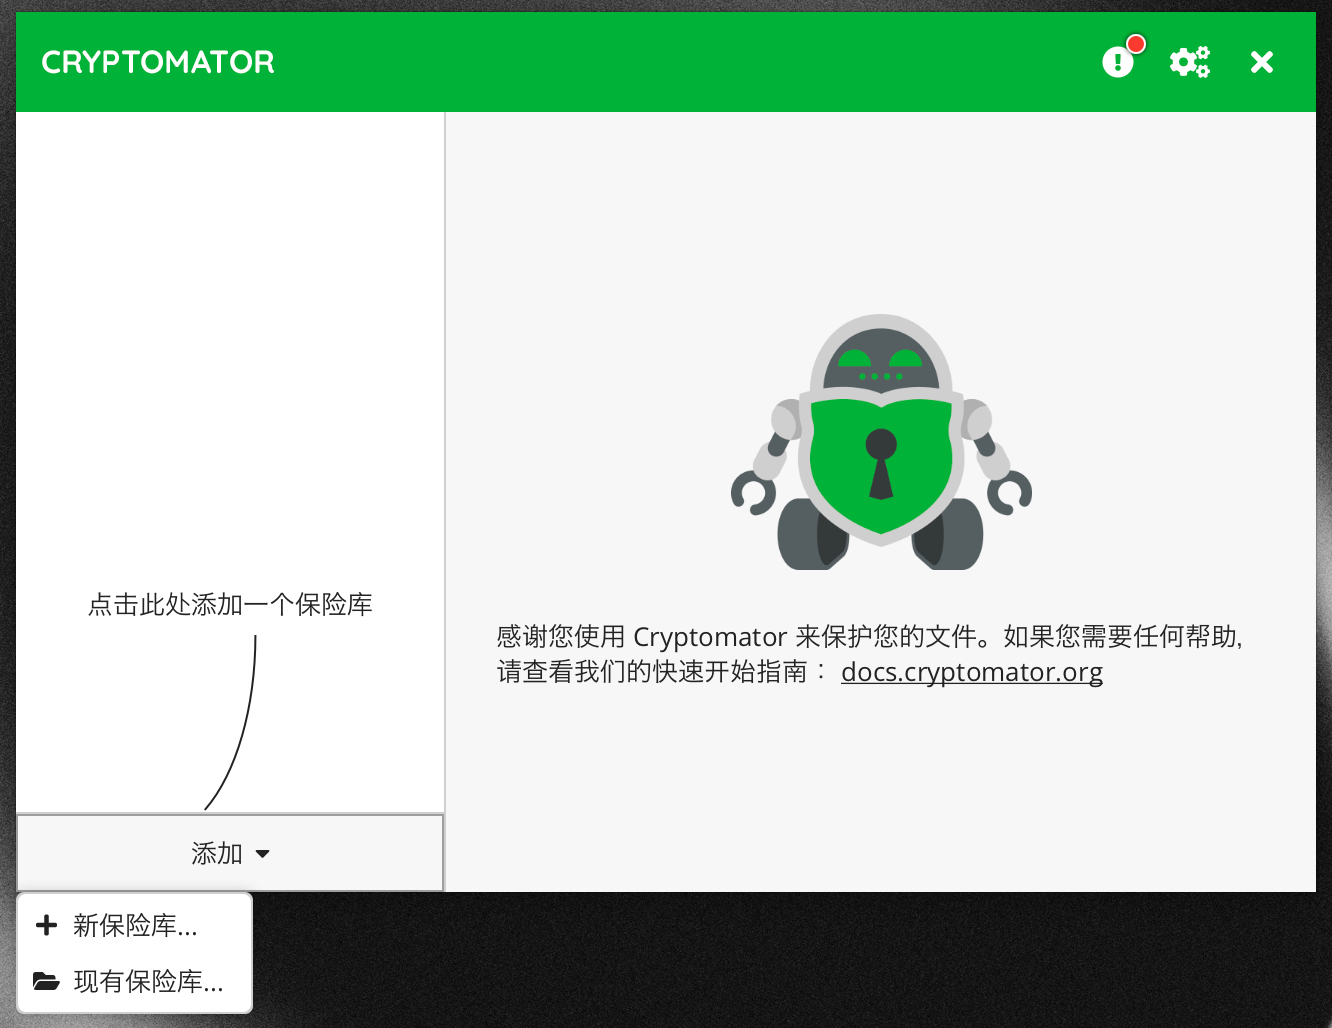 CRYPTOMATOR
点击此处添加一个保险库
感谢您使用 Cryptomator 来保护您的文件。如果您需要任何帮助,
请查看我们的快速开始指南： docs.cryptomator.org
添加
新保险库...
现有保险库...